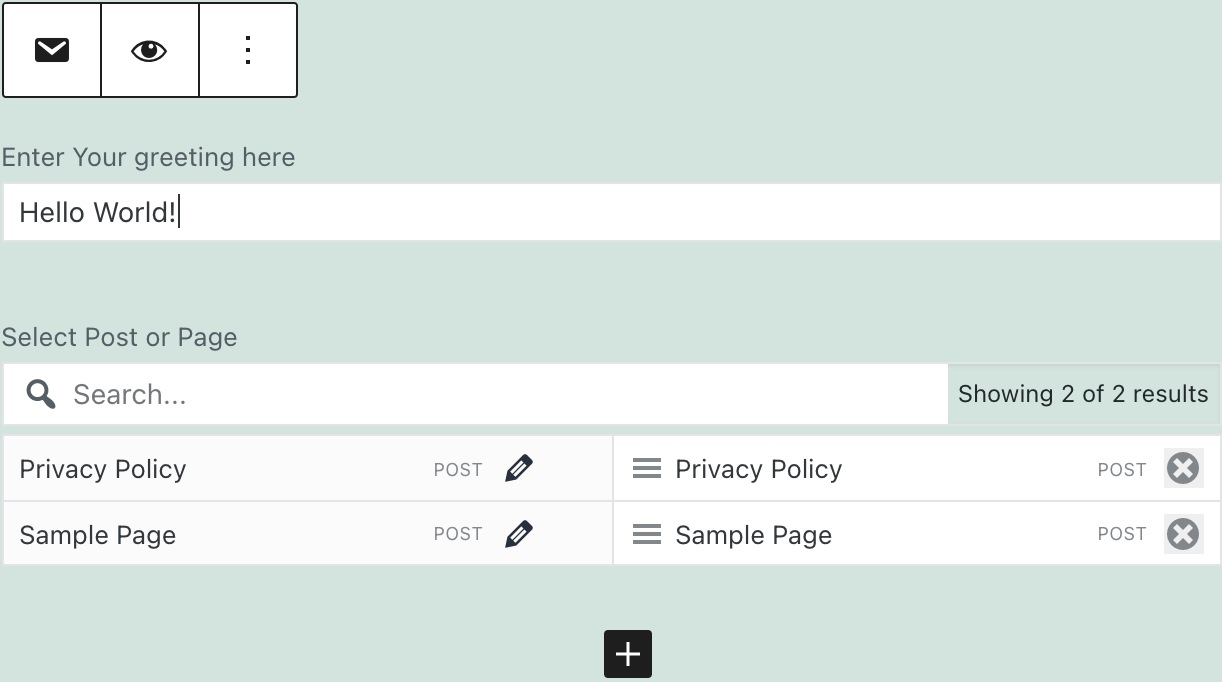 Enter Your greeting here
Hello World!
Select Post or Page
Search...
Showing 2 of 2 results
Privacy Policy POST Privacy Policy POST
Sample Page POST Sample Page POST